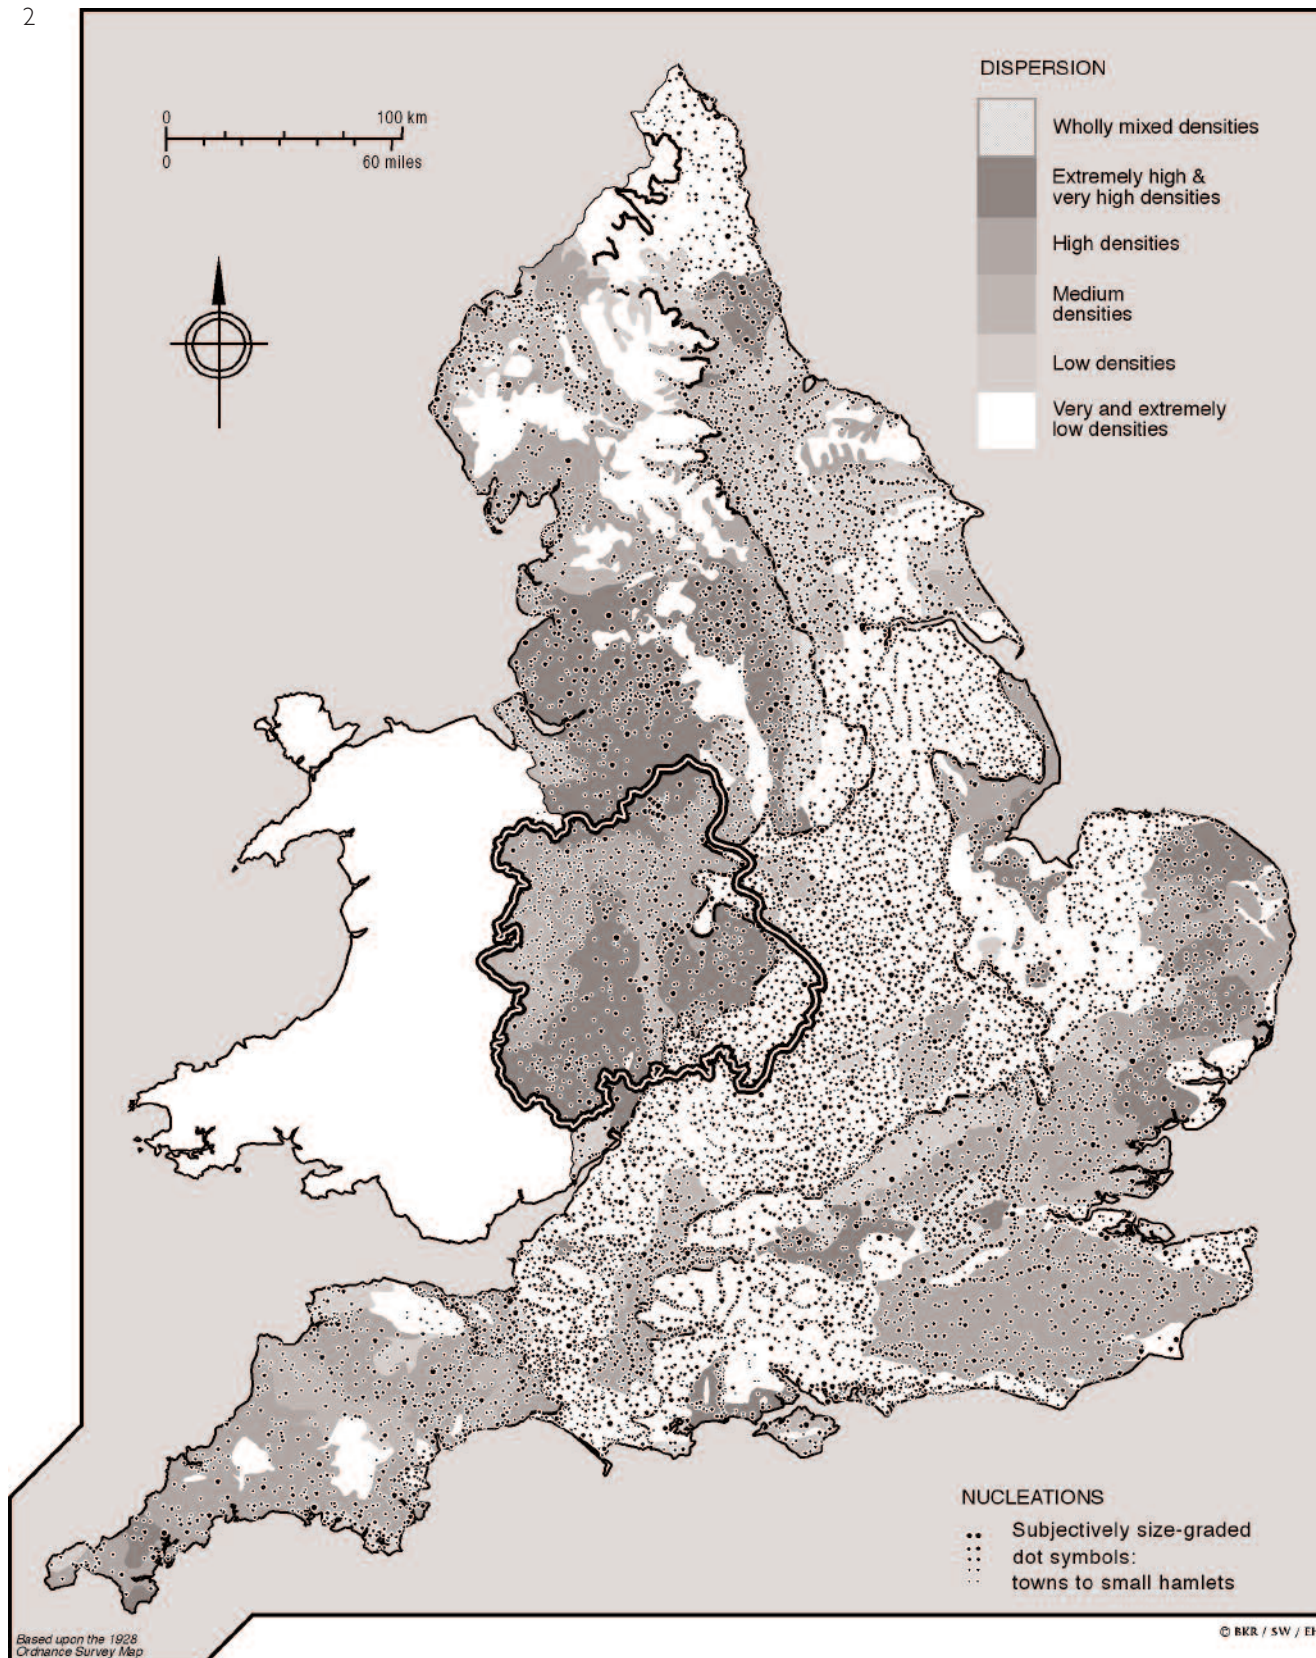 2
0 100 km
0 60 miles
DISPERSION
Wholly mixed densities
Extremely high &
very high densities
High densities
Medium
densities
Low densities
Very and extremely
low densities
NUCLEATIONS
Subjectively size-graded
dot symbols:
towns to small hamlets
Based upon the 1928
Ordnance Survey Map
© BKR / SW / EH